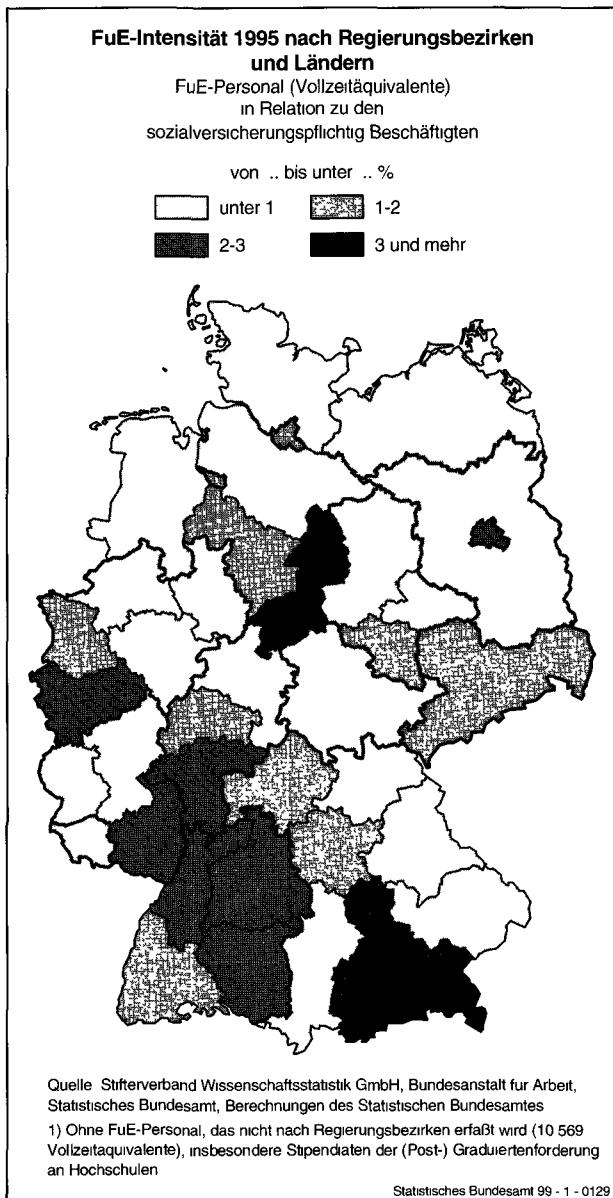 FuE-Intensität 1995 nach Regierungsbezirken
und Ländern
FuE-Personal (Vollzeitäquivalente)
in Relation zu den
sozialversicherungspflichtig Beschäftigten
von .. bis unter .. %
unter 1
1-2
2-3
3 und mehr
Quelle Stifterverband Wissenschaftsstatistik GmbH, Bundesanstalt fur Arbeit,
Statistisches Bundesamt, Berechnungen des Statistischen Bundesamtes
1) Ohne FuE-Personal, das nicht nach Regierungsbezirken erfaßt wird (10 569
Vollzeitaquivalente), insbesondere Stipendiaten der (Post-) Graduiertenforderung
an Hochschulen
Statistisches Bundesamt 99 - 1 - 0129